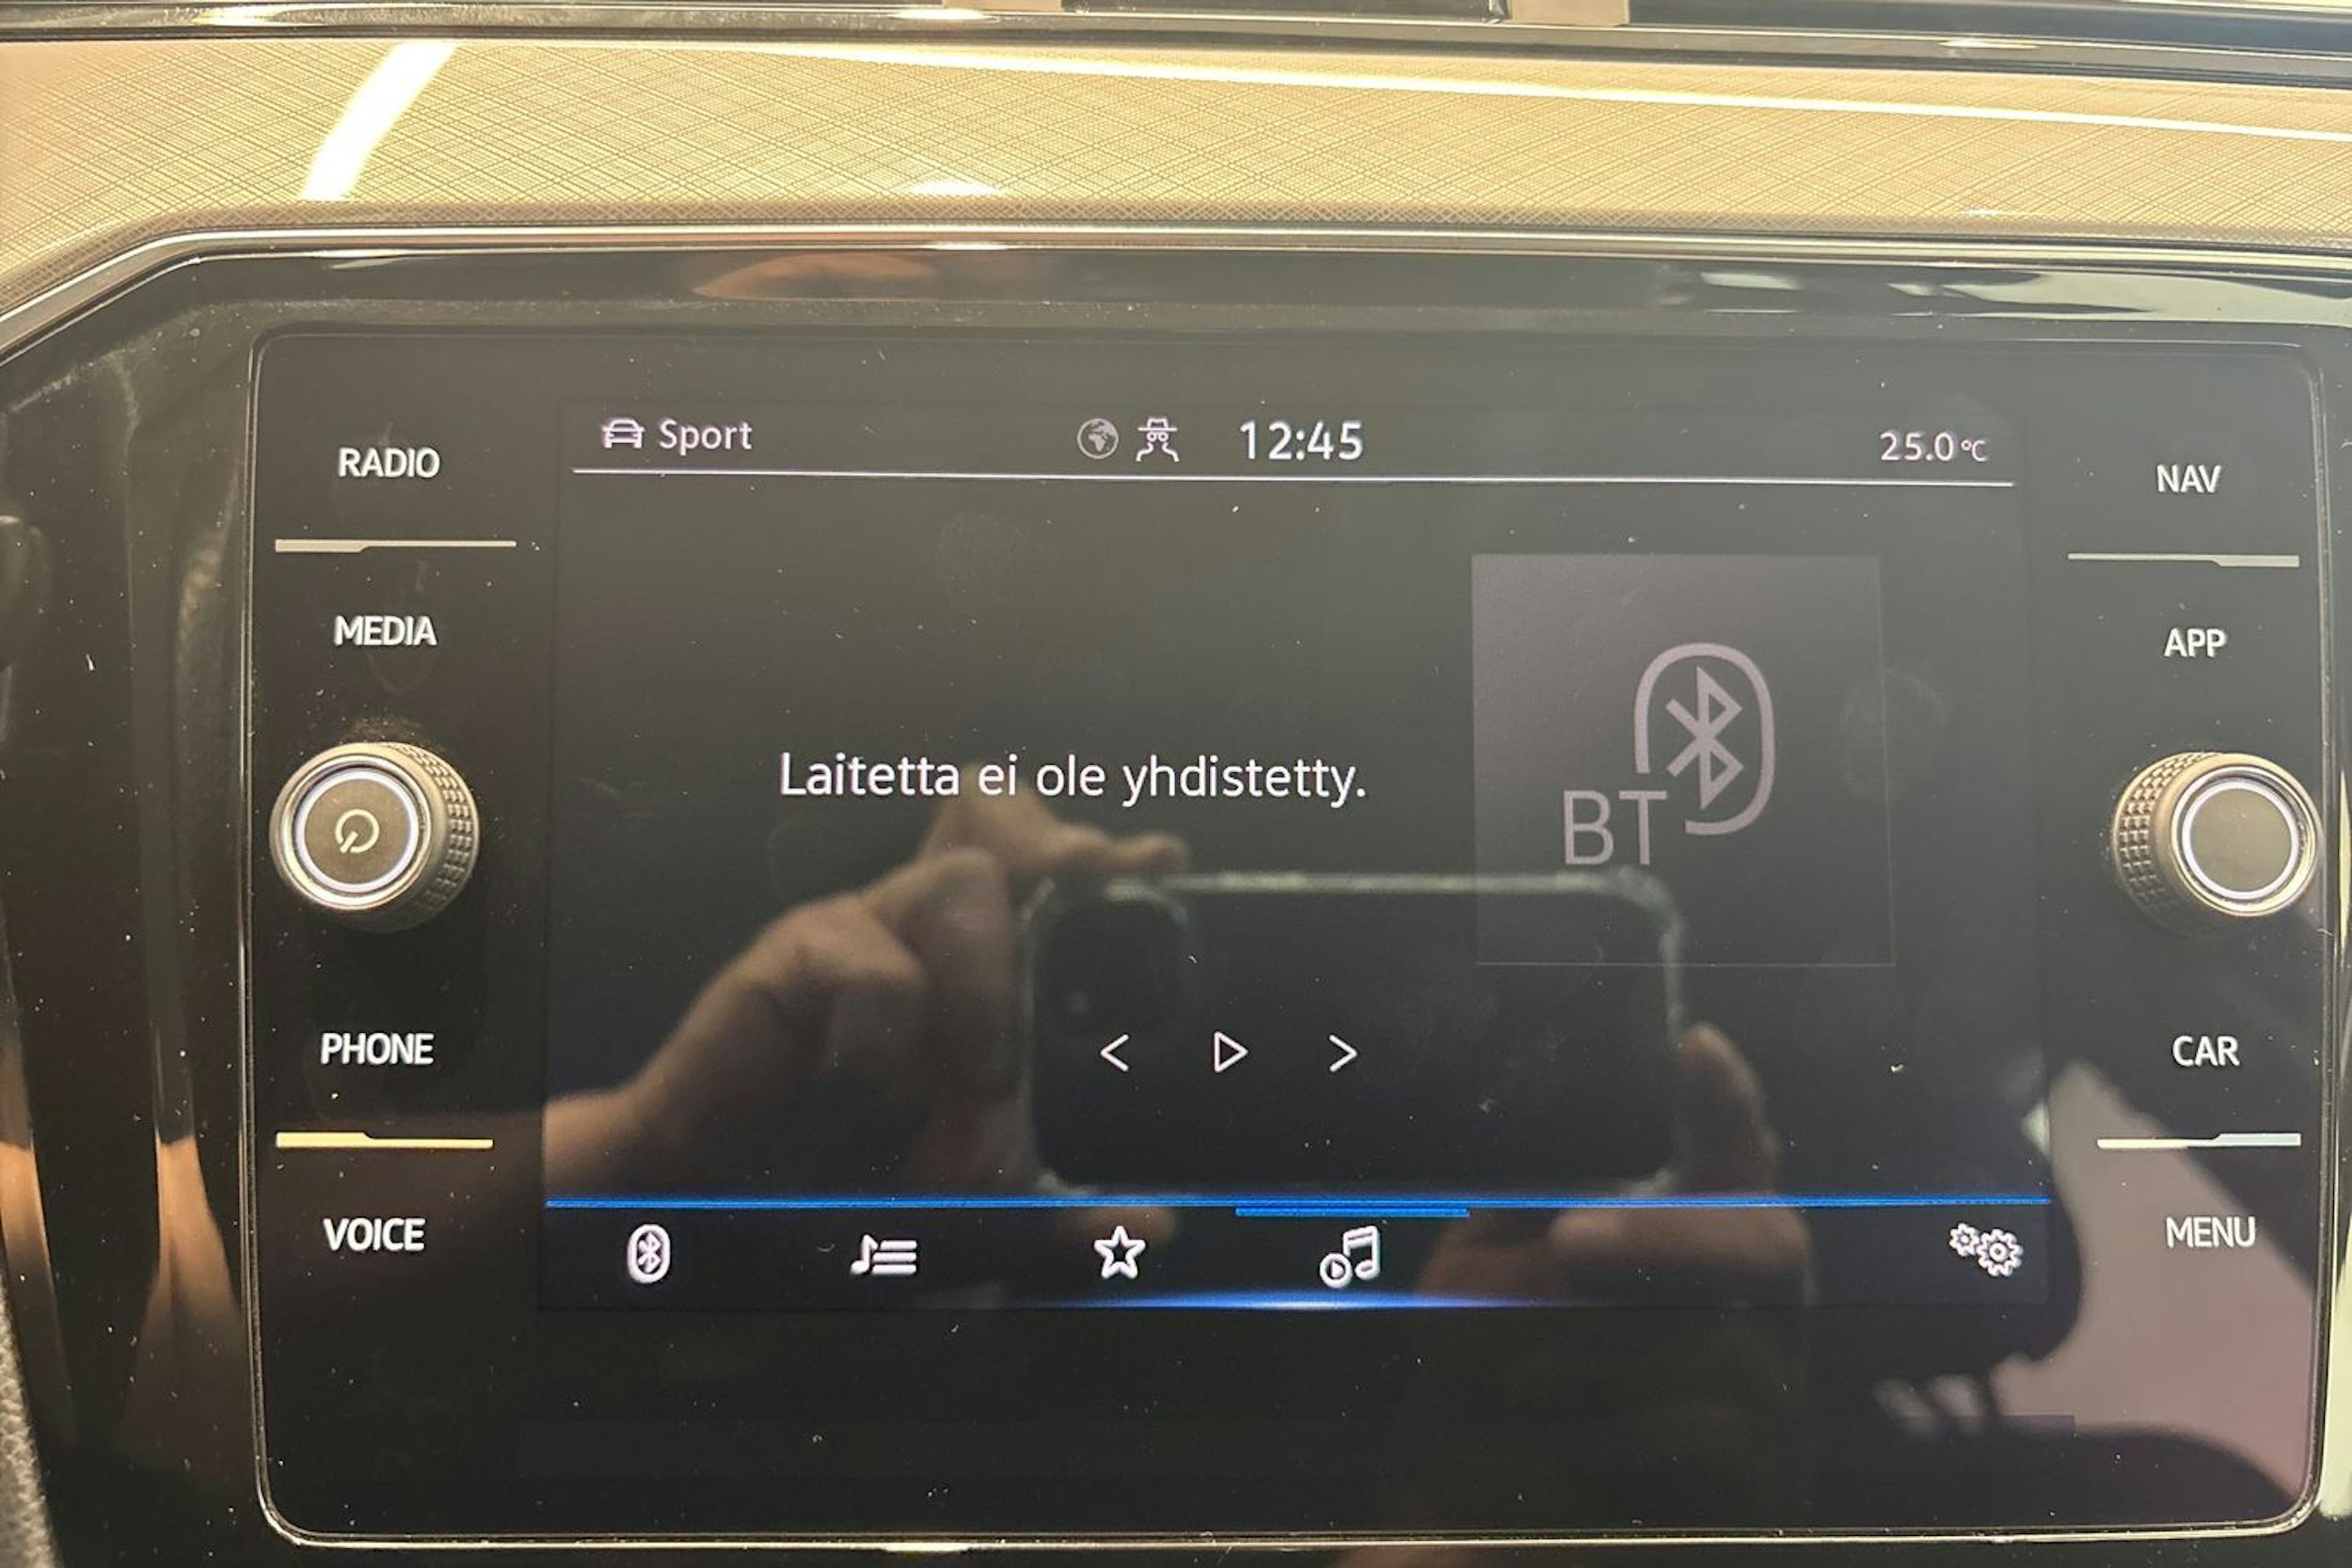 RADIO
MEDIA
PHONE
VOICE
Sport
12:45
25.0°C
Laitetta ei ole yhdistetty.
BT
NAV
APP
CAR
MENU